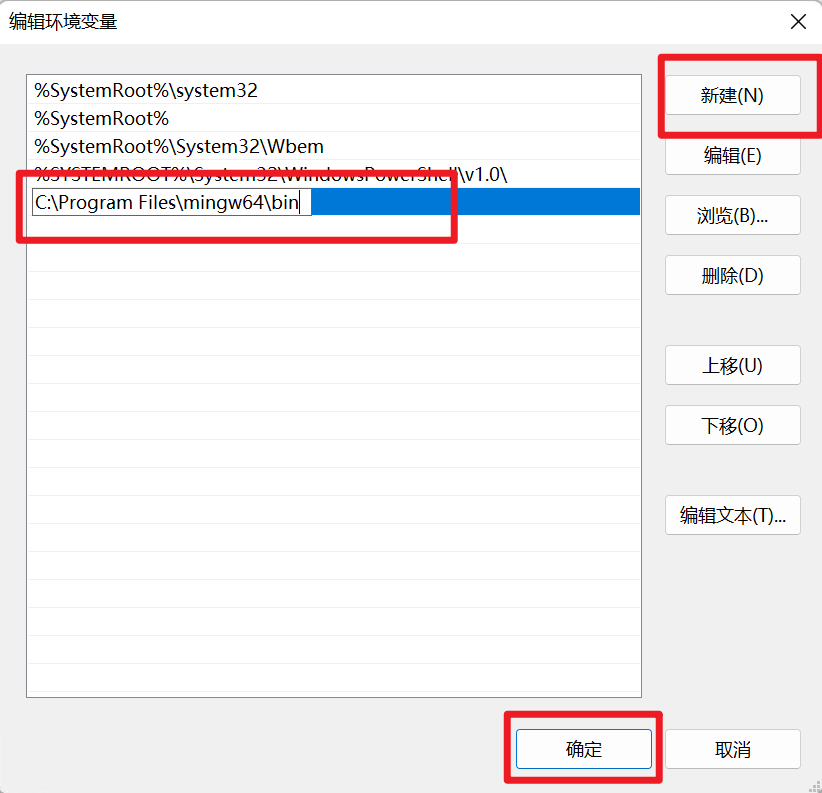 编辑环境变量
%SystemRoot%\system32
%SystemRoot%
%SystemRoot%\System32\Wbem
%SYSTEMROOT%\System32\WindowsPowerShell\v1.0\
C:\Program Files\mingw64\bin
新建(N)
编辑(E)
浏览(B)...
删除(D)
上移(U)
下移(O)
编辑文本(T)...
确定
取消